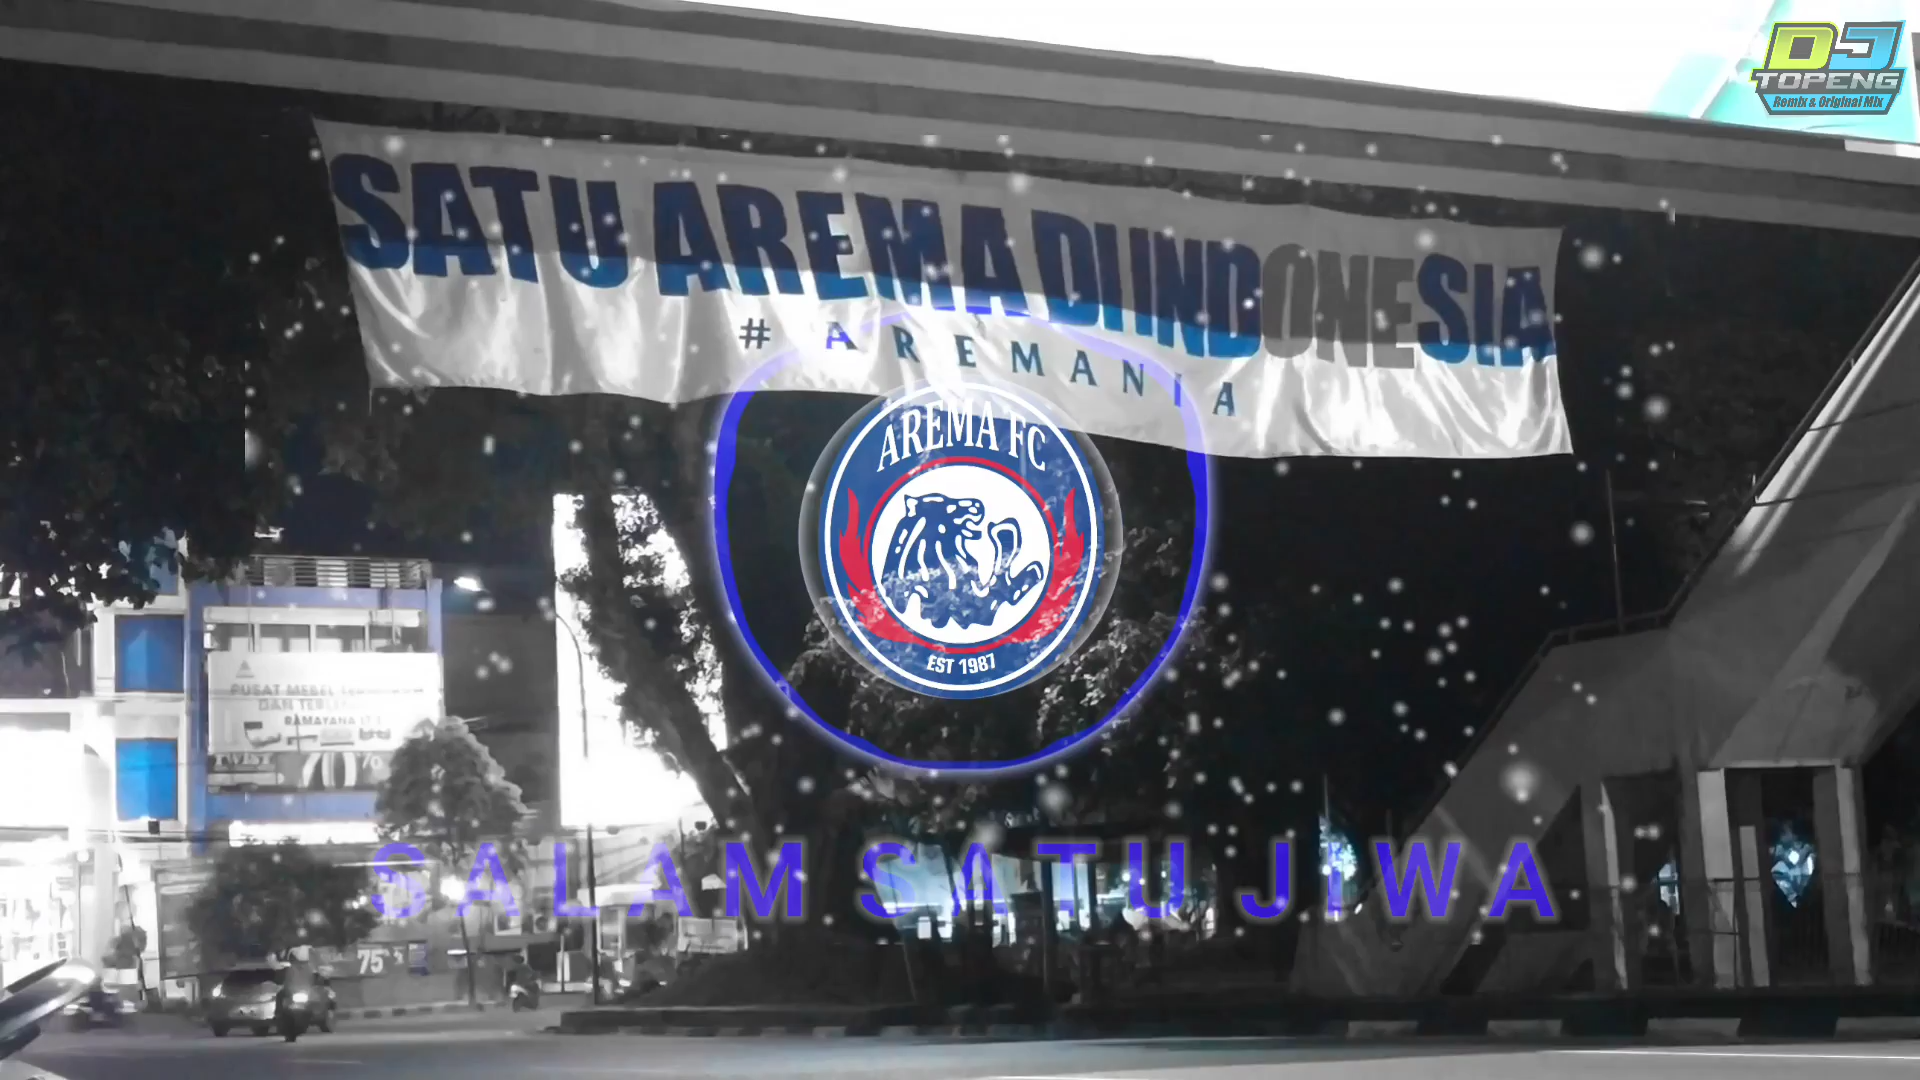 DJ
TOPENG
Remix & Original Mix
SATU AREMA DI INDONESIA
# AREMANIA
AREMA FC
EST 1987
PUSAT MEBEL
DAN
RAMAYANA
70%
SALAM SATU JIWA
75%